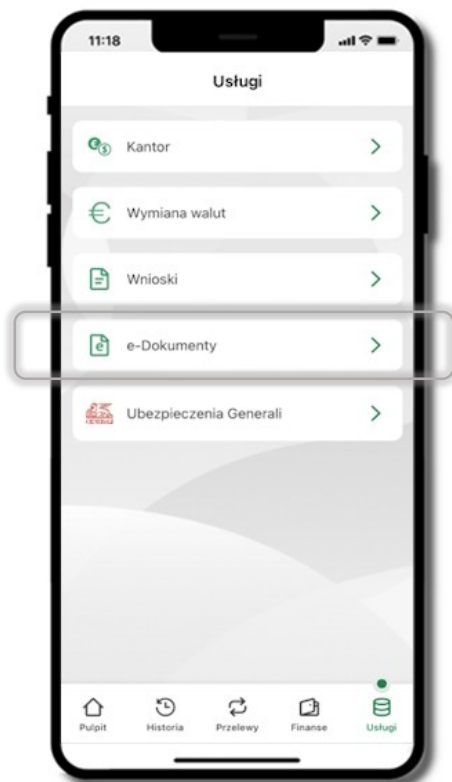 11:18
Usługi
Kantor
Wymiana walut
Wnioski
e-Dokumenty
Ubezpieczenia Generali
Pulpit
Historia
Przelewy
Finanse
Usługi